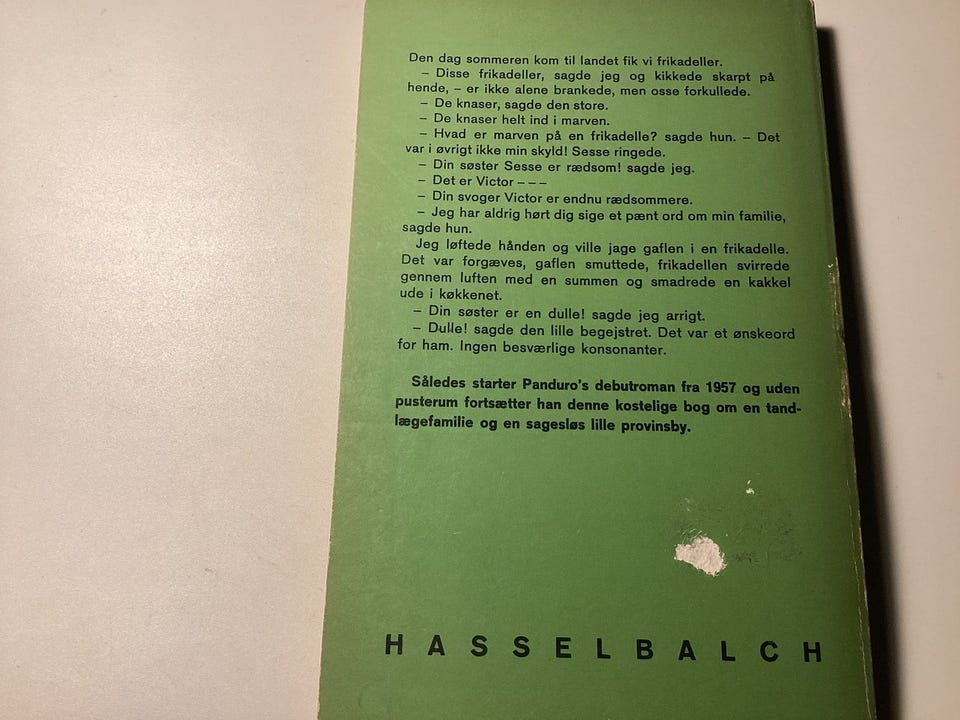 Den dag sommeren kom til landet fik vi frikadeller.
– Disse frikadeller, sagde jeg og kikkede skarpt på
hende, – er ikke alene brankede, men osse forkullede.
– De knaser, sagde den store.
– De knaser helt ind i marven.
– Hvad er marven på en frikadelle? sagde hun. – Det
var i øvrigt ikke min skyld! Sesse ringede.
– Din søster Sesse er rædsom! sagde jeg.
– Det er Victor – – –
– Din svoger Victor er endnu rædsommere.
– Jeg har aldrig hørt dig sige et pænt ord om min familie,
sagde hun.
Jeg løftede hånden og ville jage gaflen i en frikadelle.
Det var forgæves, gaflen smuttede, frikadellen svirrede
gennem luften med en summen og smadrede en kakkel
ude i køkkenet.
– Din søster er en dulle! sagde jeg arrigt.
– Dulle! sagde den lille begejstret. Det var et ønskeord
for ham. Ingen besværlige konsonanter.
Således starter Panduro's debutroman fra 1957 og uden
pusterum fortsætter han denne kostelige bog om en tand-
lægefamilie og en sagesløs lille provinsby.
HASSELBALCH